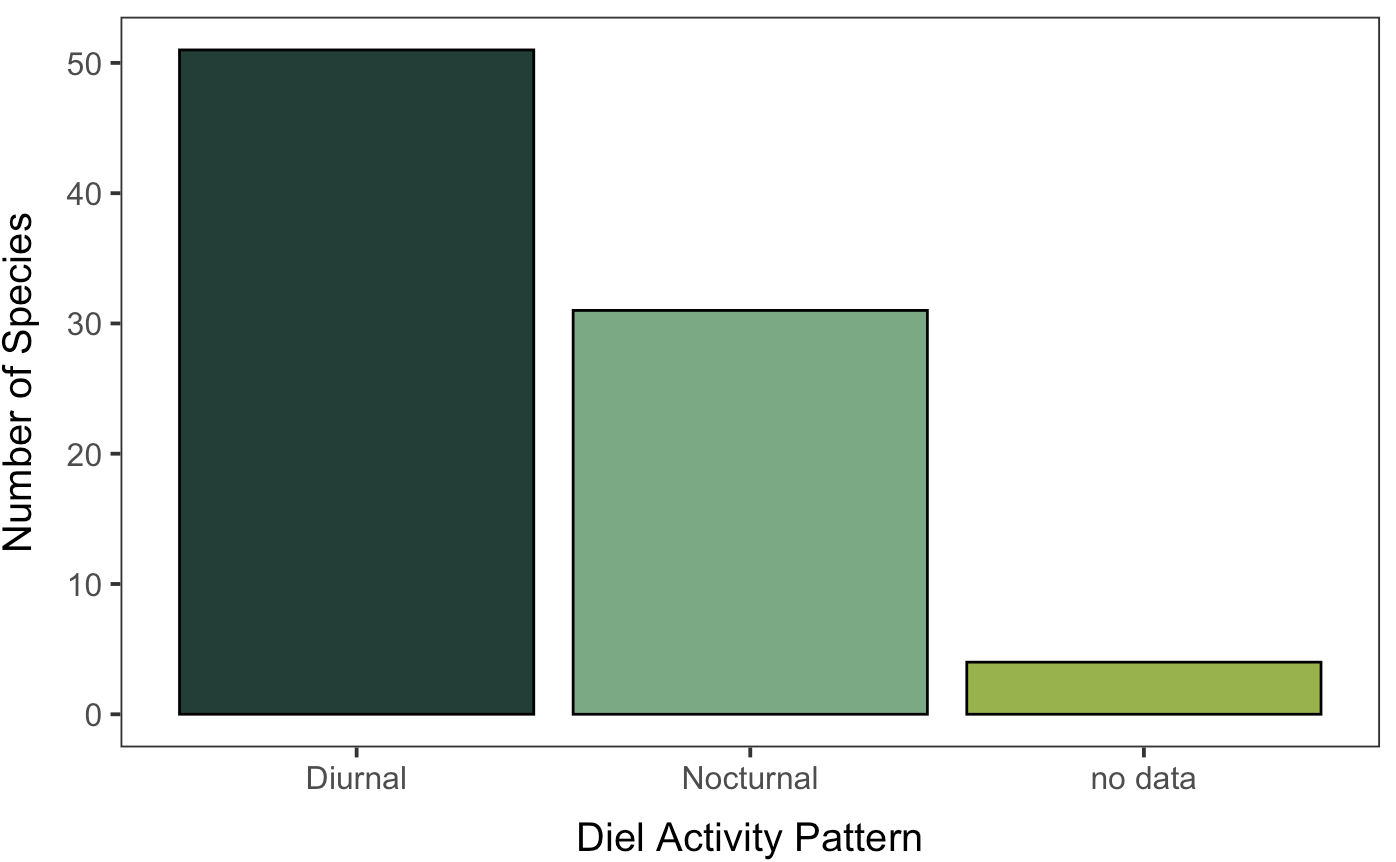 Number of Species
50
40
30
20
10
0
Diurnal
Nocturnal
no data
Diel Activity Pattern